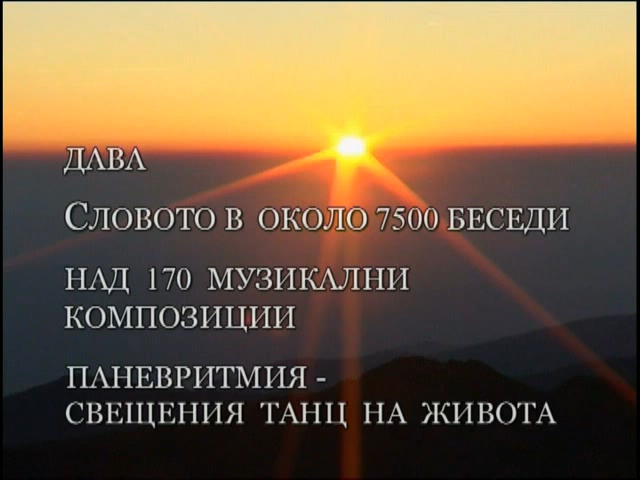 ДАВА
СЛОВОТО В ОКОЛО 7500 БЕСЕДИ
НАД 170 МУЗИКАЛНИ
КОМПОЗИЦИИ
ПАНЕВРИТМИЯ -
СВЕЩЕНИЯ ТАНЦ НА ЖИВОТА